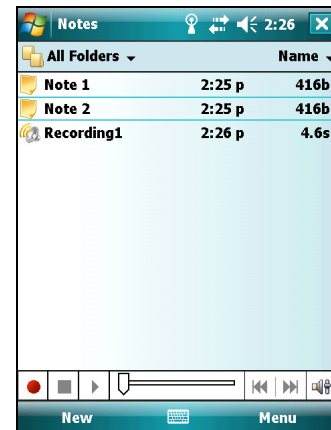 Notes 2:26
All Folders Name
Note 1 2:25 p 416b
Note 2 2:25 p 416b
Recording1 2:26 p 4.6s
New Menu